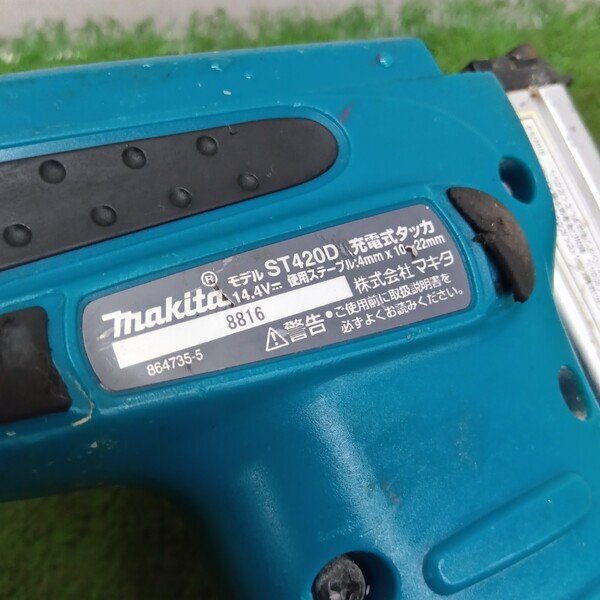 makita® モデル ST420D 充電式タッカ
14.4V⎓ 使用ステープル:4mm x 10~22mm
8816 株式会社マキタ
864735-5
⚠警告 •ご使用前に取扱説明書を
必ずよくお読みください。